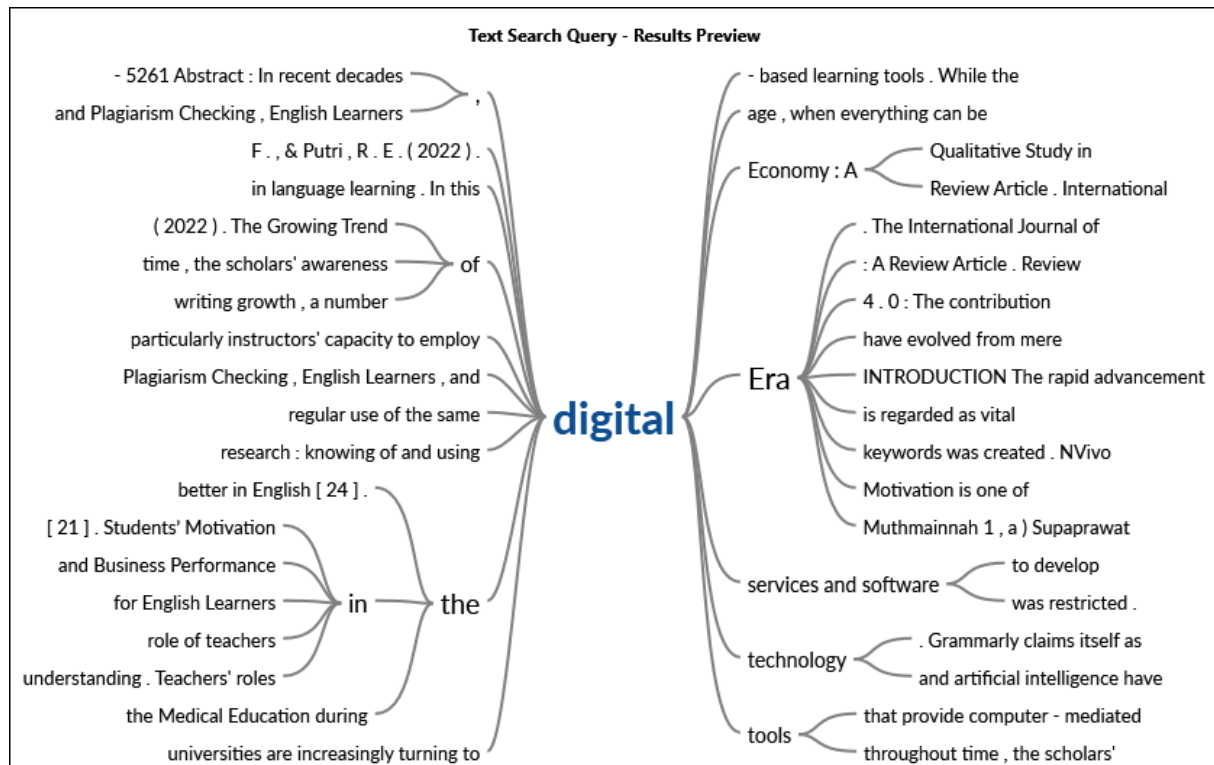 Text Search Query - Results Preview
- 5261 Abstract : In recent decades
and Plagiarism Checking , English Learners
,
F . , & Putri , R . E . ( 2022 ) .
in language learning . In this
( 2022 ) . The Growing Trend
time , the scholars' awareness
writing growth , a number
of
particularly instructors' capacity to employ
Plagiarism Checking , English Learners , and
regular use of the same
research : knowing of and using
better in English [ 24 ] .
[ 21 ] . Students' Motivation
and Business Performance
for English Learners
role of teachers
understanding . Teachers' roles
in
the
the Medical Education during
universities are increasingly turning to
digital
- based learning tools . While the
age , when everything can be
Economy : A
Qualitative Study in
Review Article . International
Era
. The International Journal of
: A Review Article . Review
4 . 0 : The contribution
have evolved from mere
INTRODUCTION The rapid advancement
is regarded as vital
keywords was created . NVivo
Motivation is one of
Muthmainnah 1 , a ) Supaprawat
services and software
to develop
was restricted .
technology
. Grammarly claims itself as
and artificial intelligence have
tools
that provide computer - mediated
throughout time , the scholars'